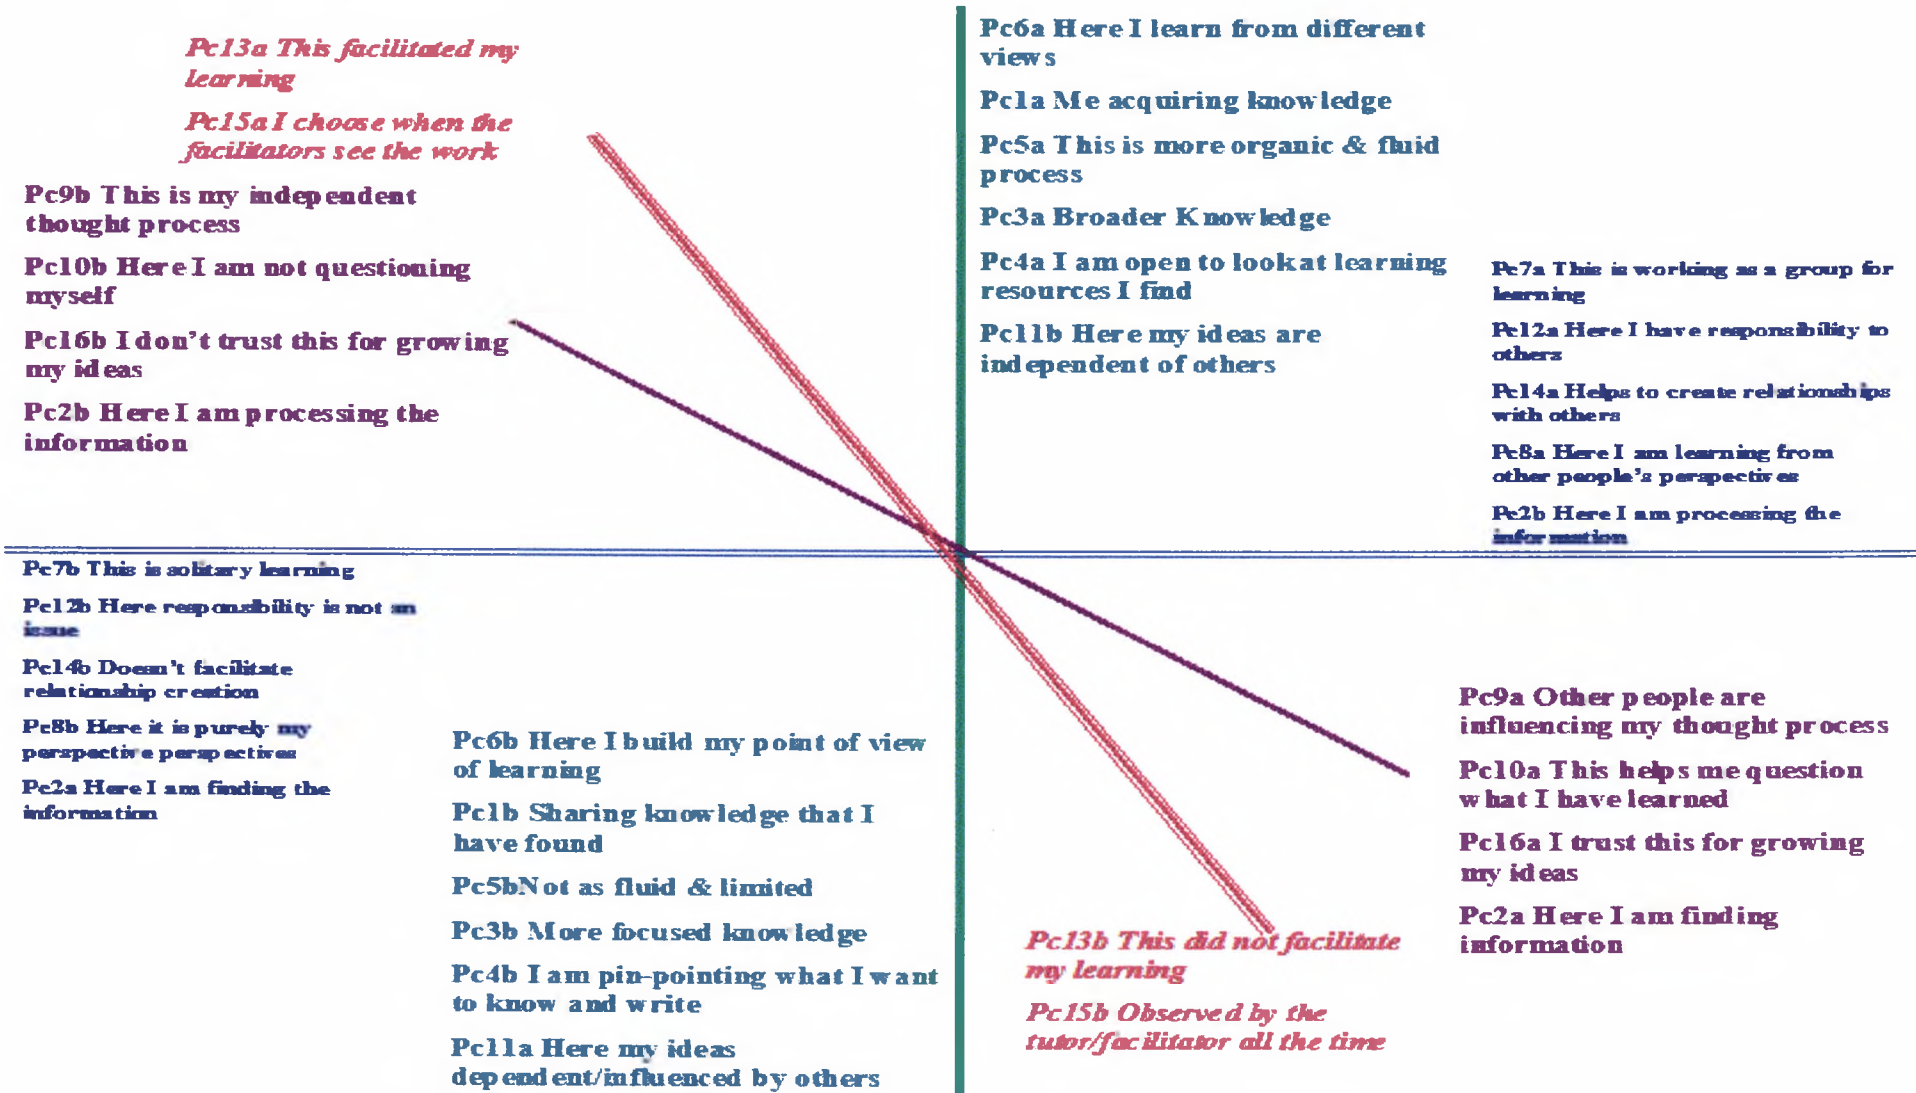 Pc13a This facilitated my
learning
Pc15a I choose when the
facilitators see the work
Pc9b This is my independent
thought process
Pc10b Here I am not questioning
myself
Pc16b I don't trust this for growing
my ideas
Pc2b Here I am processing the
information
Pc6a Here I learn from different
views
Pc1a Me acquiring knowledge
Pc5a This is more organic & fluid
process
Pc3a Broader Knowledge
Pc4a I am open to look at learning
resources I find
Pc11b Here my ideas are
independent of others
Pc7a This is working as a group for
learning
Pc12a Here I have responsibility to
others
Pc14a Helps to create relationships
with others
Pc8a Here I am learning from
other people's perspectives
Pc2b Here I am processing the
information
Pc7b This is solitary learning
Pc12b Here responsibility is not an
issue
Pc14b Doesn't facilitate
relationship creation
Pc8b Here it is purely my
perspective perspectives
Pc2a Here I am finding the
information
Pc6b Here I build my point of view
of learning
Pc1b Sharing knowledge that I
have found
Pc5bNot as fluid & limited
Pc3b More focused knowledge
Pc4b I am pin-pointing what I want
to know and write
Pc11a Here my ideas
dependent/influenced by others
Pc13b This did not facilitate
my learning
Pc15b Observed by the
tutor/facilitator all the time
Pc9a Other people are
influencing my thought process
Pc10a This helps me question
what I have learned
Pc16a I trust this for growing
my ideas
Pc2a Here I am finding
information